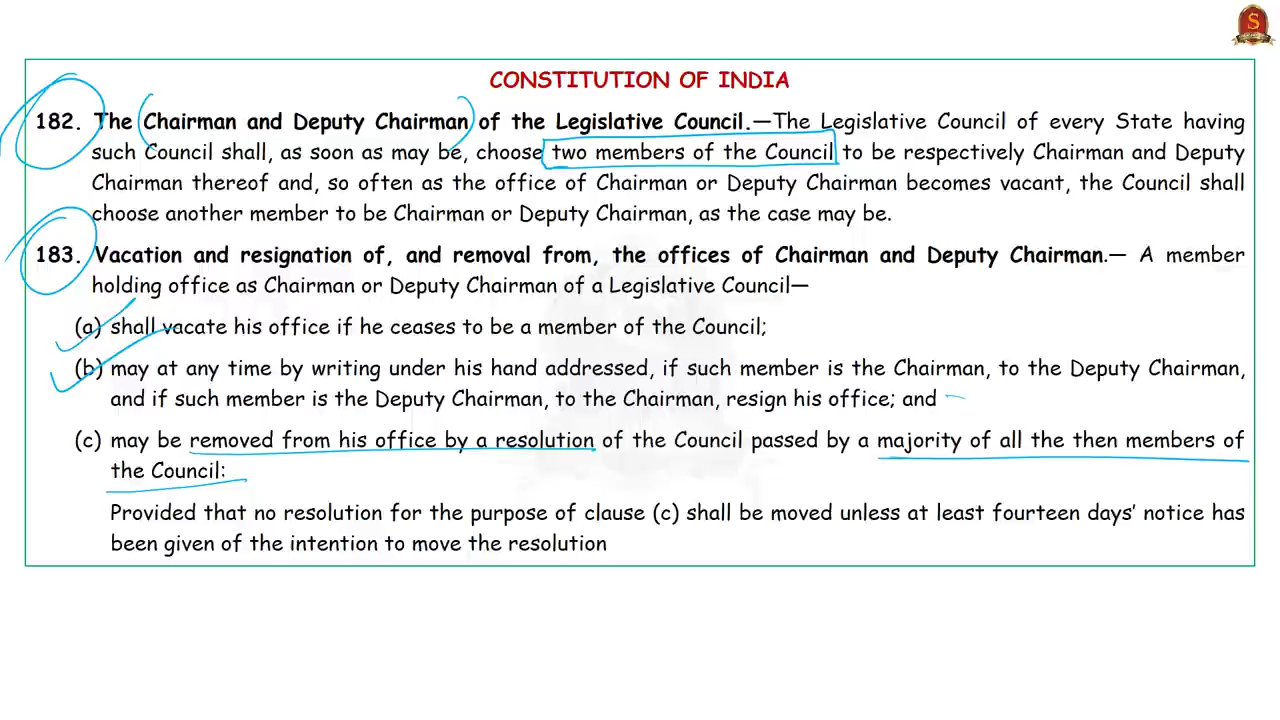 S
CONSTITUTION OF INDIA
182. The Chairman and Deputy Chairman of the Legislative Council.—The Legislative Council of every State having
such Council shall, as soon as may be, choose two members of the Council to be respectively Chairman and Deputy
Chairman thereof and, so often as the office of Chairman or Deputy Chairman becomes vacant, the Council shall
choose another member to be Chairman or Deputy Chairman, as the case may be.
183. Vacation and resignation of, and removal from, the offices of Chairman and Deputy Chairman.— A member
holding office as Chairman or Deputy Chairman of a Legislative Council—
(a) shall vacate his office if he ceases to be a member of the Council;
(b) may at any time by writing under his hand addressed, if such member is the Chairman, to the Deputy Chairman,
and if such member is the Deputy Chairman, to the Chairman, resign his office; and
(c) may be removed from his office by a resolution of the Council passed by a majority of all the then members of
the Council:
Provided that no resolution for the purpose of clause (c) shall be moved unless at least fourteen days’ notice has
been given of the intention to move the resolution